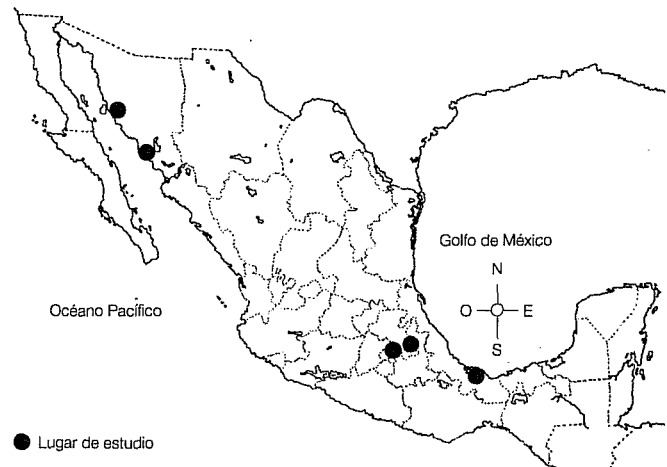 Golfo de México
N
O E
S
Océano Pacífico
Lugar de estudio